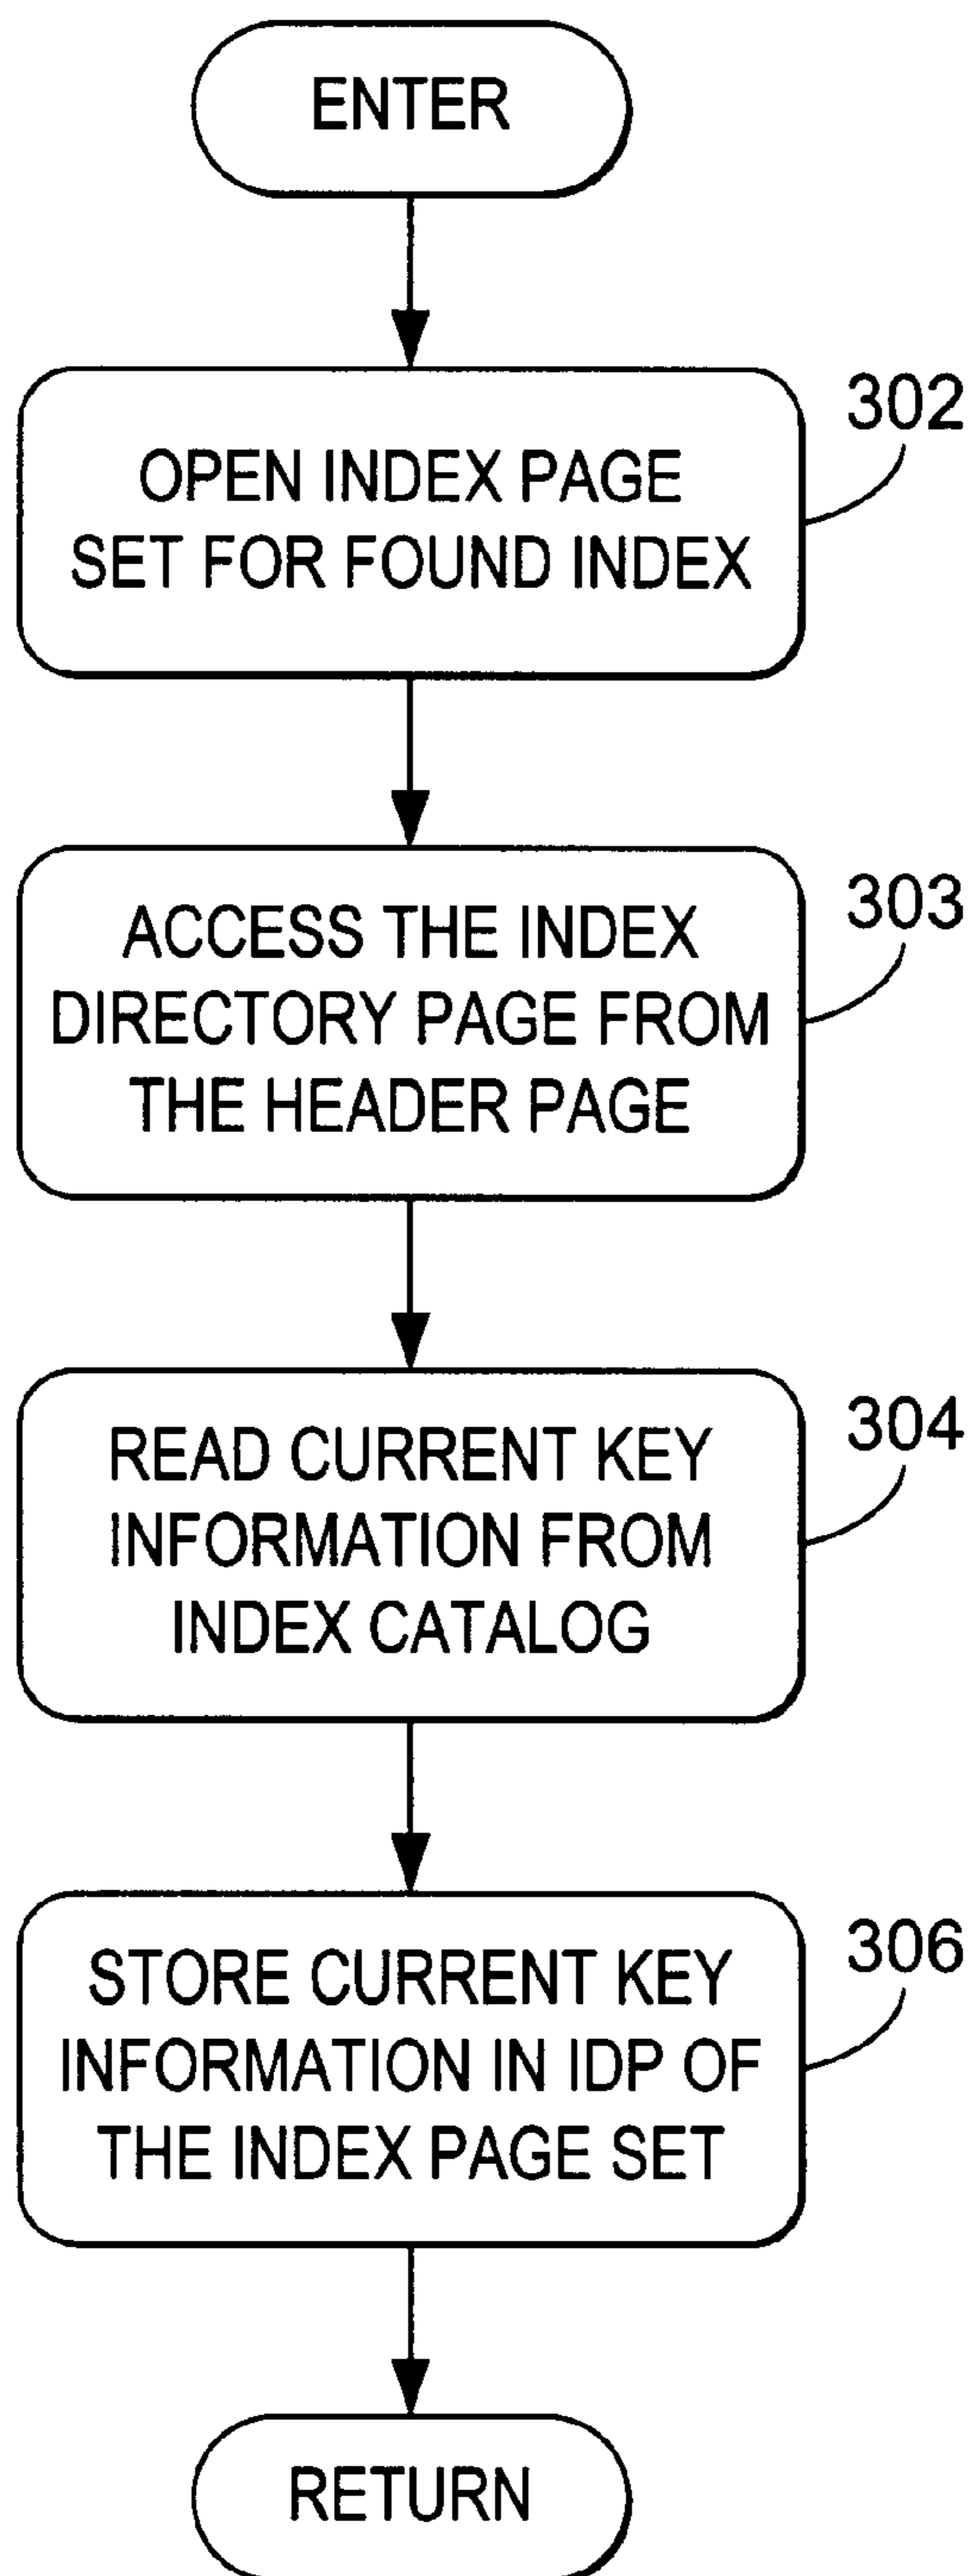 ENTER
OPEN INDEX PAGE
SET FOR FOUND INDEX
302
ACCESS THE INDEX
DIRECTORY PAGE FROM
THE HEADER PAGE
303
READ CURRENT KEY
INFORMATION FROM
INDEX CATALOG
304
STORE CURRENT KEY
INFORMATION IN IDP OF
THE INDEX PAGE SET
306
RETURN